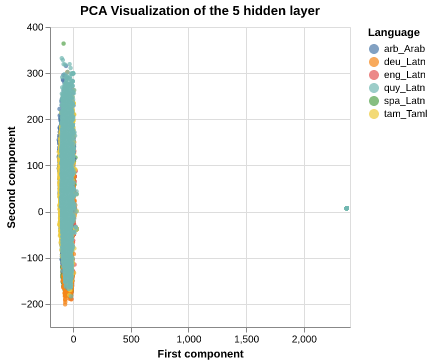 PCA Visualization of the 5 hidden layer
Language
arb_Arab
deu_Latn
eng_Latn
quy_Latn
spa_Latn
tam_Taml
400
300
200
100
0
−100
−200
Second component
0
500
1,000
1,500
2,000
First component